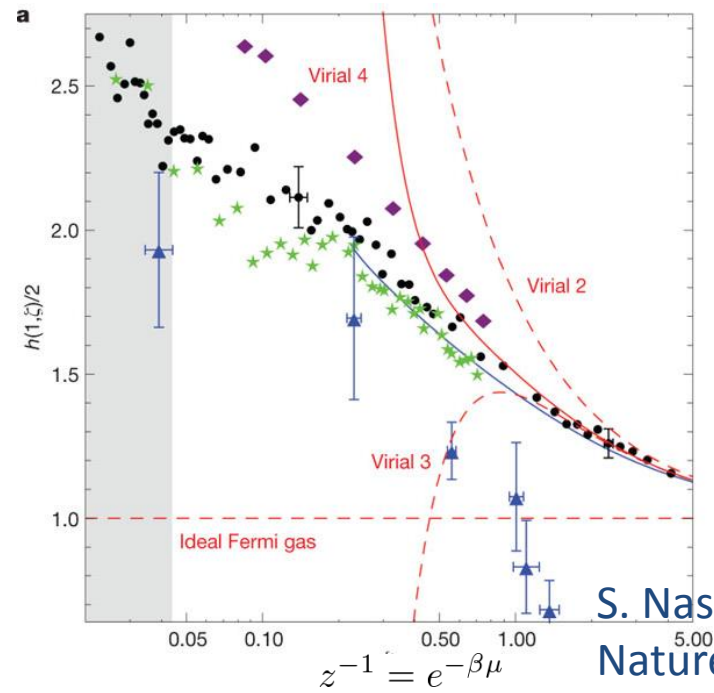 a
2.5
2.0
1.5
1.0
h(1,ζ)/2
Virial 4
Virial 2
Virial 3
Ideal Fermi gas
0.05 0.10 0.50 1.00 5.00
z⁻¹ = e^{-βμ}
S. Nas
Nature